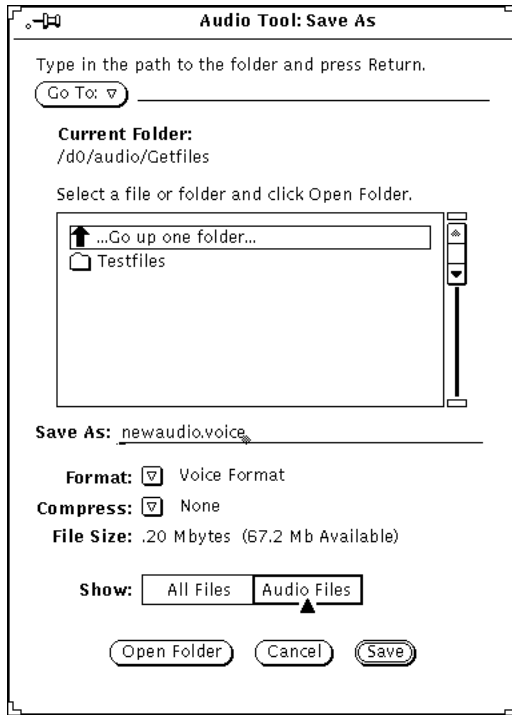 Audio Tool: Save As
Type in the path to the folder and press Return.
Go To:
Current Folder:
/d0/audio/Getfiles
Select a file or folder and click Open Folder.
...Go up one folder...
Testfiles
Save As: newaudio.voice
Format: Voice Format
Compress: None
File Size: .20 Mbytes (67.2 Mb Available)
Show: All Files Audio Files
Open Folder Cancel Save